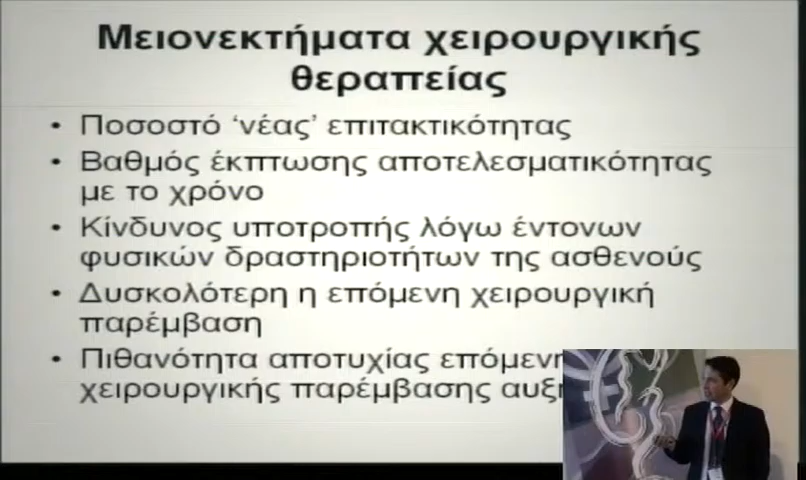 Μειονεκτήματα χειρουργικής
θεραπείας
• Ποσοστό ‘νέας’ επιτακτικότητας
• Βαθμός έκπτωσης αποτελεσματικότητας
με το χρόνο
• Κίνδυνος υποτροπής λόγω έντονων
φυσικών δραστηριοτήτων της ασθενούς
• Δυσκολότερη η επόμενη χειρουργική
παρέμβαση
• Πιθανότητα αποτυχίας
χειρουργικής παρέμβασης